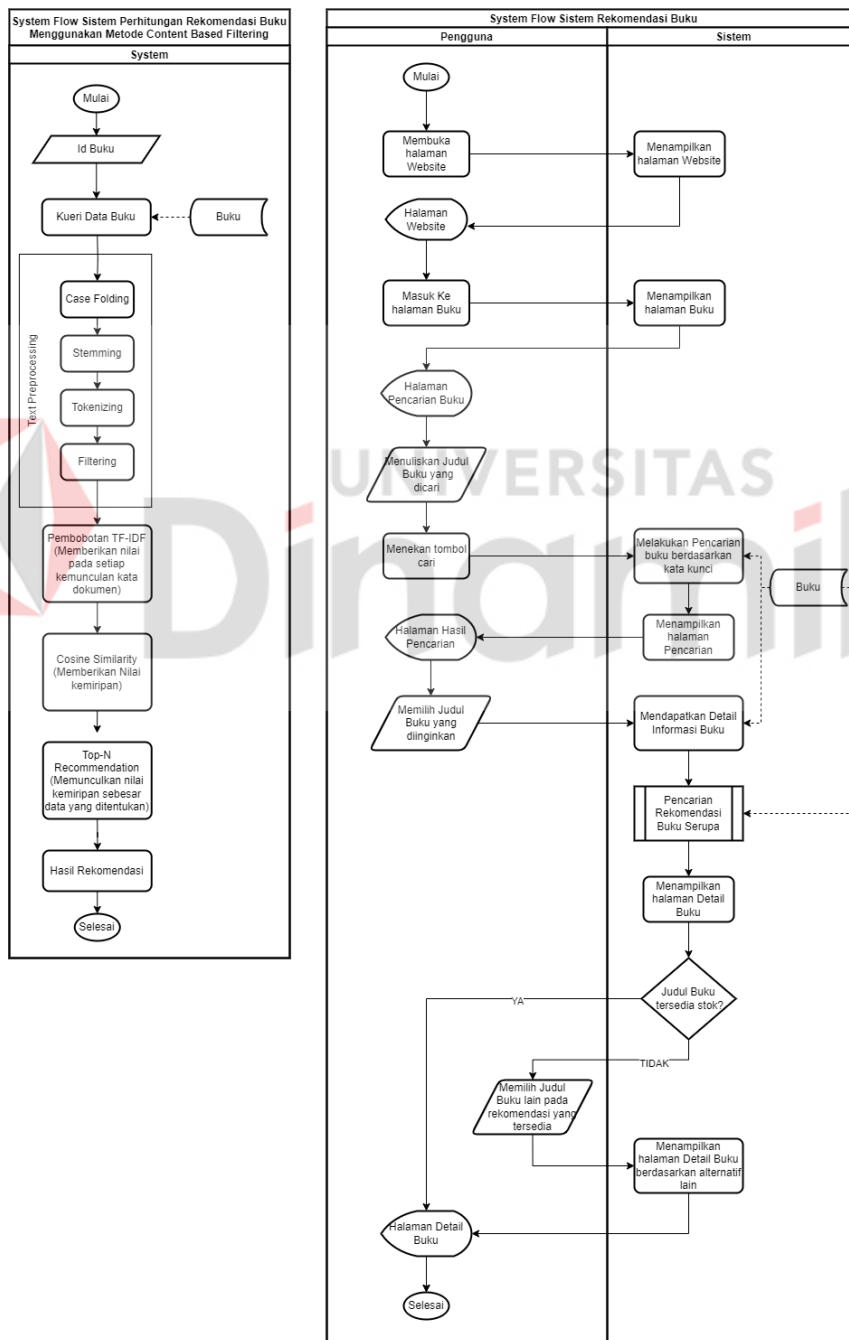 System Flow Sistem Perhitungan Rekomendasi Buku
Menggunakan Metode Content Based Filtering
System
Mulai
Id Buku
Kueri Data Buku
Buku
Text Preprocessing
Case Folding
Stemming
Tokenizing
Filtering
Pembobotan TF-IDF
(Memberikan nilai
pada setiap
kemunculan kata
dokumen)
Cosine Similarity
(Memberikan Nilai
kemiripan)
Top-N
Recommendation
(Memunculkan nilai
kemiripan sebesar
data yang ditentukan)
Hasil Rekomendasi
Selesai
System Flow Sistem Rekomendasi Buku
Pengguna
Sistem
Mulai
Membuka
halaman
Website
Menampilkan
halaman Website
Halaman
Website
Masuk Ke
halaman Buku
Menampilkan
halaman Buku
Halaman
Pencarian Buku
Menuliskan Judul
Buku yang
dicari
Menekan tombol
cari
Melakukan Pencarian
buku berdasarkan
kata kunci
Buku
Menampilkan
halaman
Pencarian
Halaman Hasil
Pencarian
Memilih Judul
Buku yang
diinginkan
Mendapatkan Detail
Informasi Buku
Pencarian
Rekomendasi
Buku Serupa
Menampilkan
halaman Detail
Buku
Judul Buku
tersedia stok?
YA
TIDAK
Memilih Judul
Buku lain pada
rekomendasi yang
tersedia
Menampilkan
halaman Detail Buku
berdasarkan alternatif
lain
Halaman Detail
Buku
Selesai
UNIVERSITAS
Dinamik